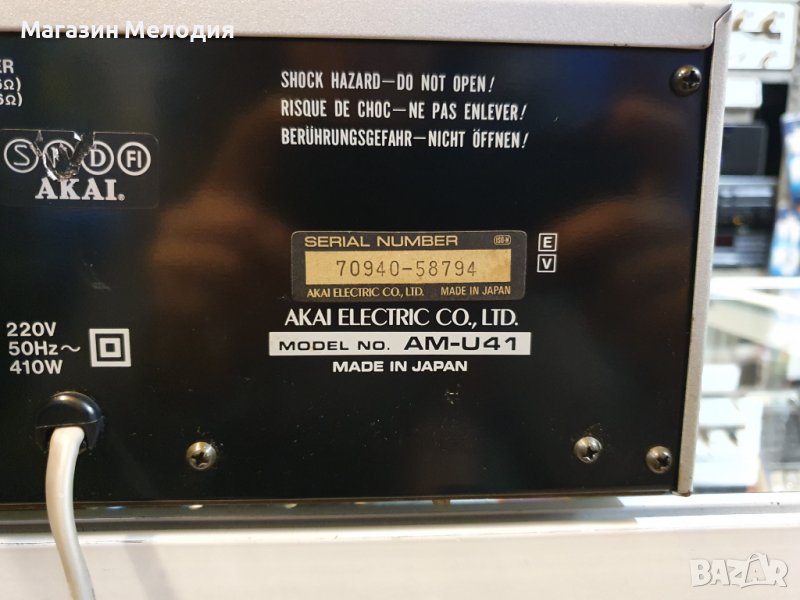 Магазин Мелодия
ER
Ω)
Ω)
SHOCK HAZARD—DO NOT OPEN!
RISQUE DE CHOC—NE PAS ENLEVER!
BERÜHRUNGSGEFAHR—NICHT ÖFFNEN!
S D FI
AKAI®
SERIAL NUMBER
70940-58794
AKAI ELECTRIC CO., LTD. MADE IN JAPAN
E
V
AKAI ELECTRIC CO., LTD.
MODEL NO. AM-U41
MADE IN JAPAN
220V
50Hz~
410W
BAZAR